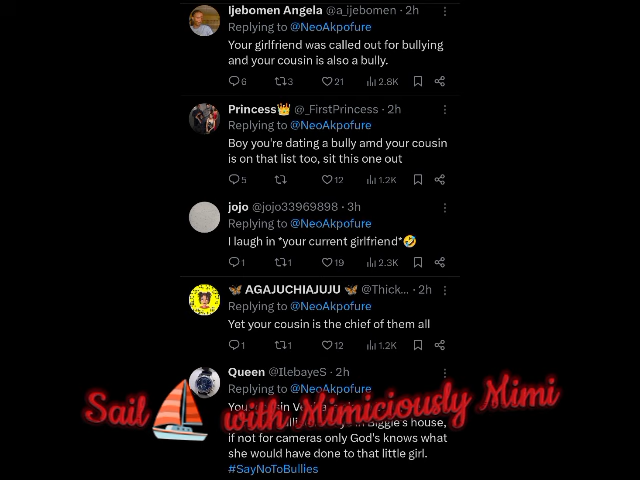 Ijebomen Angela @a_ijebomen · 2h
Replying to @NeoAkpofure
Your girlfriend was called out for bullying
and your cousin is also a bully.
6 3 21 2.8K
Princess👑 @_FirstPrincess · 2h
Replying to @NeoAkpofure
Boy you're dating a bully amd your cousin
is on that list too, sit this one out
5 12 1.2K
jojo @jojo33969898 · 3h
Replying to @NeoAkpofure
I laugh in *your current girlfriend*🤣
1 1 19 2.3K
🦋 AGAJUCHIAJUJU 🦋 @Thick... · 2h
Replying to @NeoAkpofure
Yet your cousin is the chief of them all
1 1 12 1.2K
Queen @IlebayeS · 2h
Replying to @NeoAkpofure
Sail ⛵ with Mimiciously Mimi
Biggie's house,
if not for cameras only God's knows what
she would have done to that little girl.
#SayNoToBullies